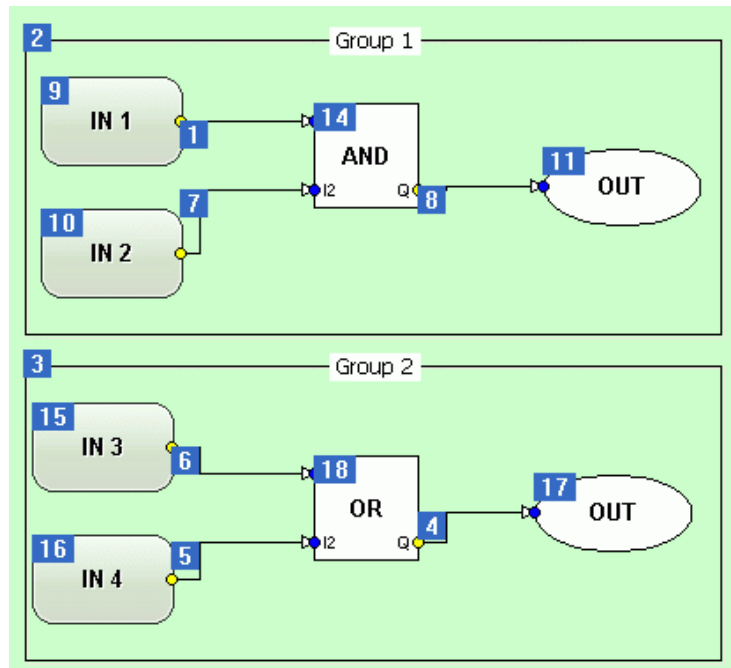 2
Group 1
9
IN 1
1
14
AND
11
OUT
10
IN 2
7
I2
Q
8
3
Group 2
15
IN 3
6
18
OR
17
OUT
16
IN 4
5
I2
Q
4